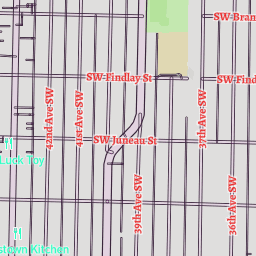 SW Bran
SW Findlay St
SW Find
42nd Ave SW
41st Ave SW
37th Ave SW
SW Juneau St
Luck Toy
39th Ave SW
36th Ave SW
stown Kitchen